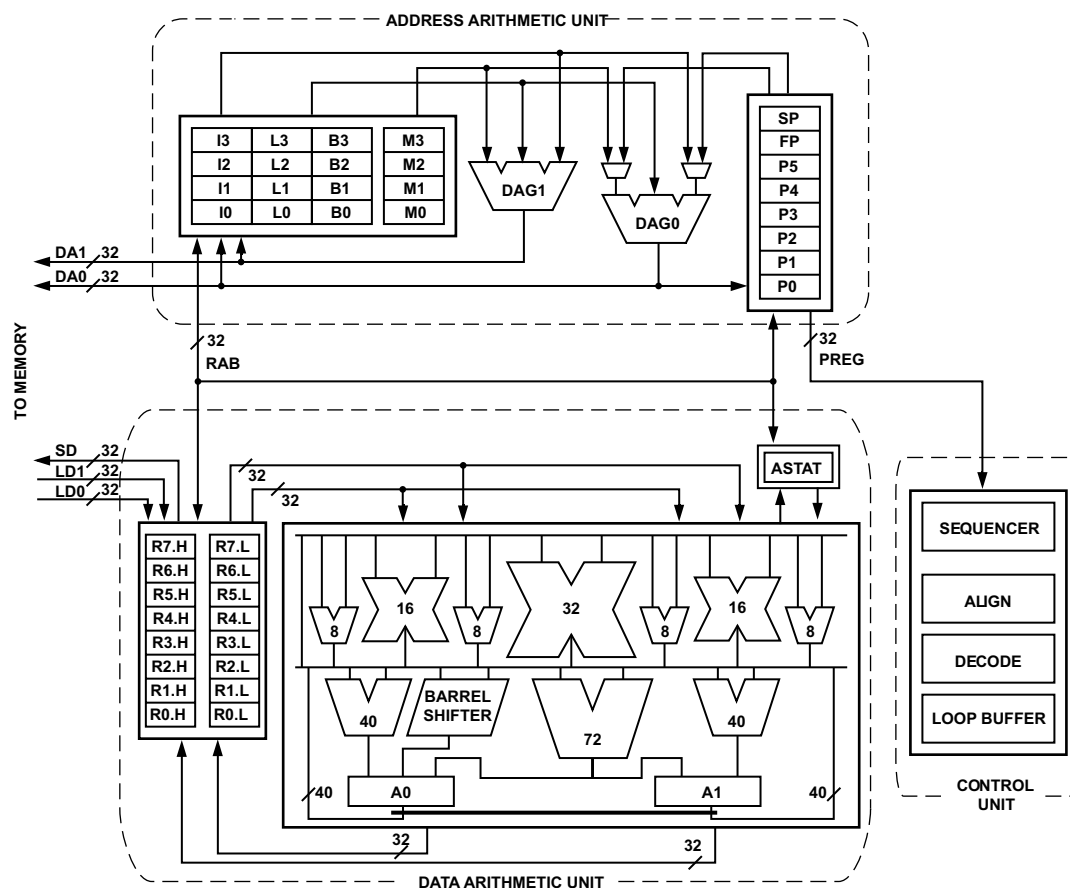 ADDRESS ARITHMETIC UNIT
SP
I3 L3 B3 M3
FP
I2 L2 B2 M2
P5
I1 L1 B1 M1
DAG1
P4
I0 L0 B0 M0
DAG0
P3
P2
DA1 32
P1
DA0 32
P0
32
RAB
32
PREG
TO MEMORY
SD 32
LD1 32
LD0 32
32
32
ASTAT
R7.H R7.L
R6.H R6.L
R5.H R5.L
R4.H R4.L
R3.H R3.L
R2.H R2.L
R1.H R1.L
R0.H R0.L
16
32
16
8
8
8
8
40
BARREL
SHIFTER
72
40
40
A0
A1
40
32
32
DATA ARITHMETIC UNIT
SEQUENCER
ALIGN
DECODE
LOOP BUFFER
CONTROL
UNIT